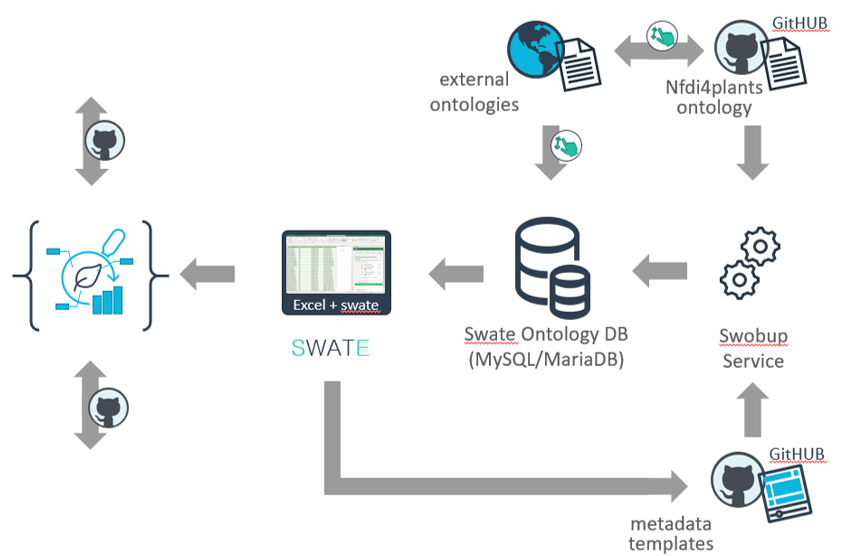 GitHUB
external
ontologies
Nfdi4plants
ontology
Excel + swate
SWATE
Swate Ontology DB
(MySQL/MariaDB)
Swobup
Service
GitHUB
metadata
templates